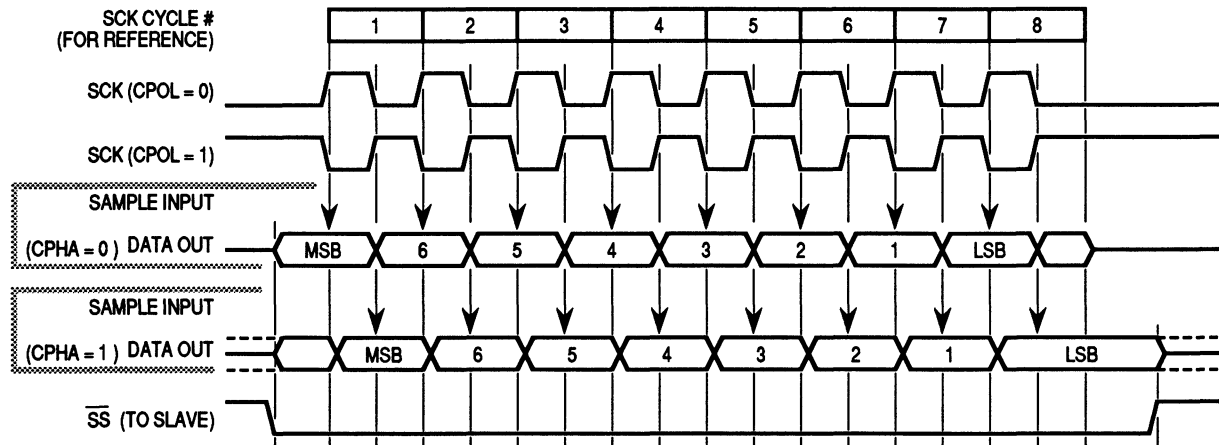 SCK CYCLE # 
(FOR REFERENCE)
1 2 3 4 5 6 7 8
SCK (CPOL = 0)
SCK (CPOL = 1)
SAMPLE INPUT
(CPHA = 0 ) DATA OUT
MSB 6 5 4 3 2 1 LSB
SAMPLE INPUT
(CPHA = 1 ) DATA OUT
MSB 6 5 4 3 2 1 LSB
SS (TO SLAVE)